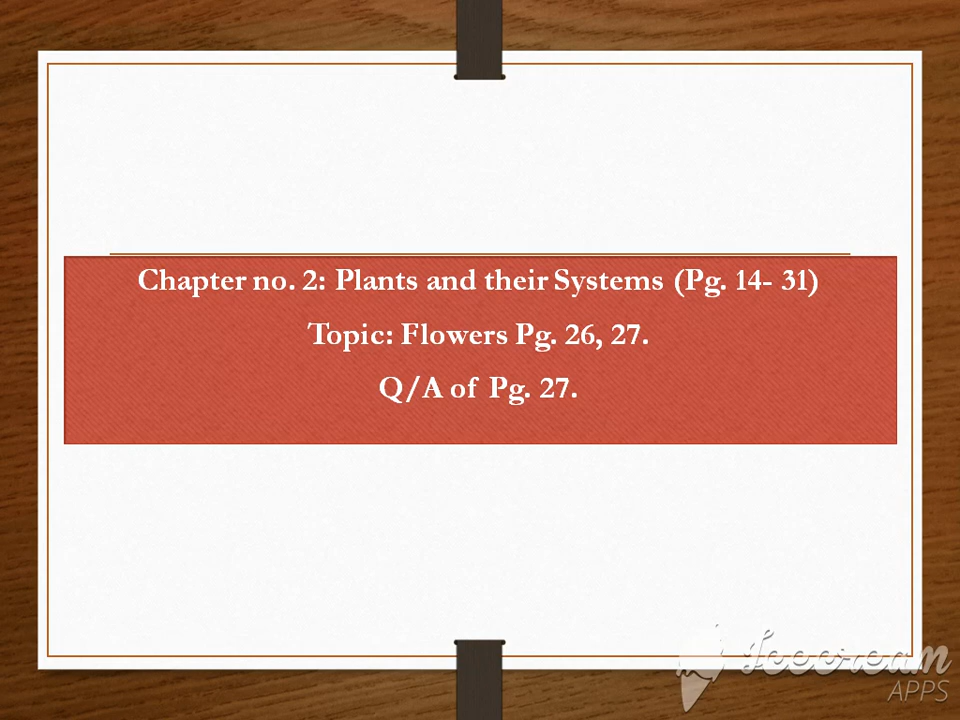 Chapter no. 2: Plants and their Systems (Pg. 14- 31)
Topic: Flowers Pg. 26, 27.
Q/A of Pg. 27.
Icecream
APPS